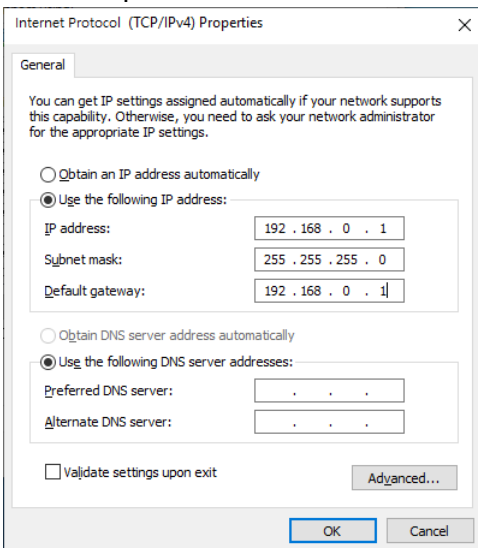 Internet Protocol (TCP/IPv4) Properties
General
You can get IP settings assigned automatically if your network supports
this capability. Otherwise, you need to ask your network administrator
for the appropriate IP settings.
Obtain an IP address automatically
Use the following IP address:
IP address: 192 . 168 . 0 . 1
Subnet mask: 255 . 255 . 255 . 0
Default gateway: 192 . 168 . 0 . 1
Obtain DNS server address automatically
Use the following DNS server addresses:
Preferred DNS server: . . .
Alternate DNS server: . . .
Validate settings upon exit
Advanced...
OK Cancel